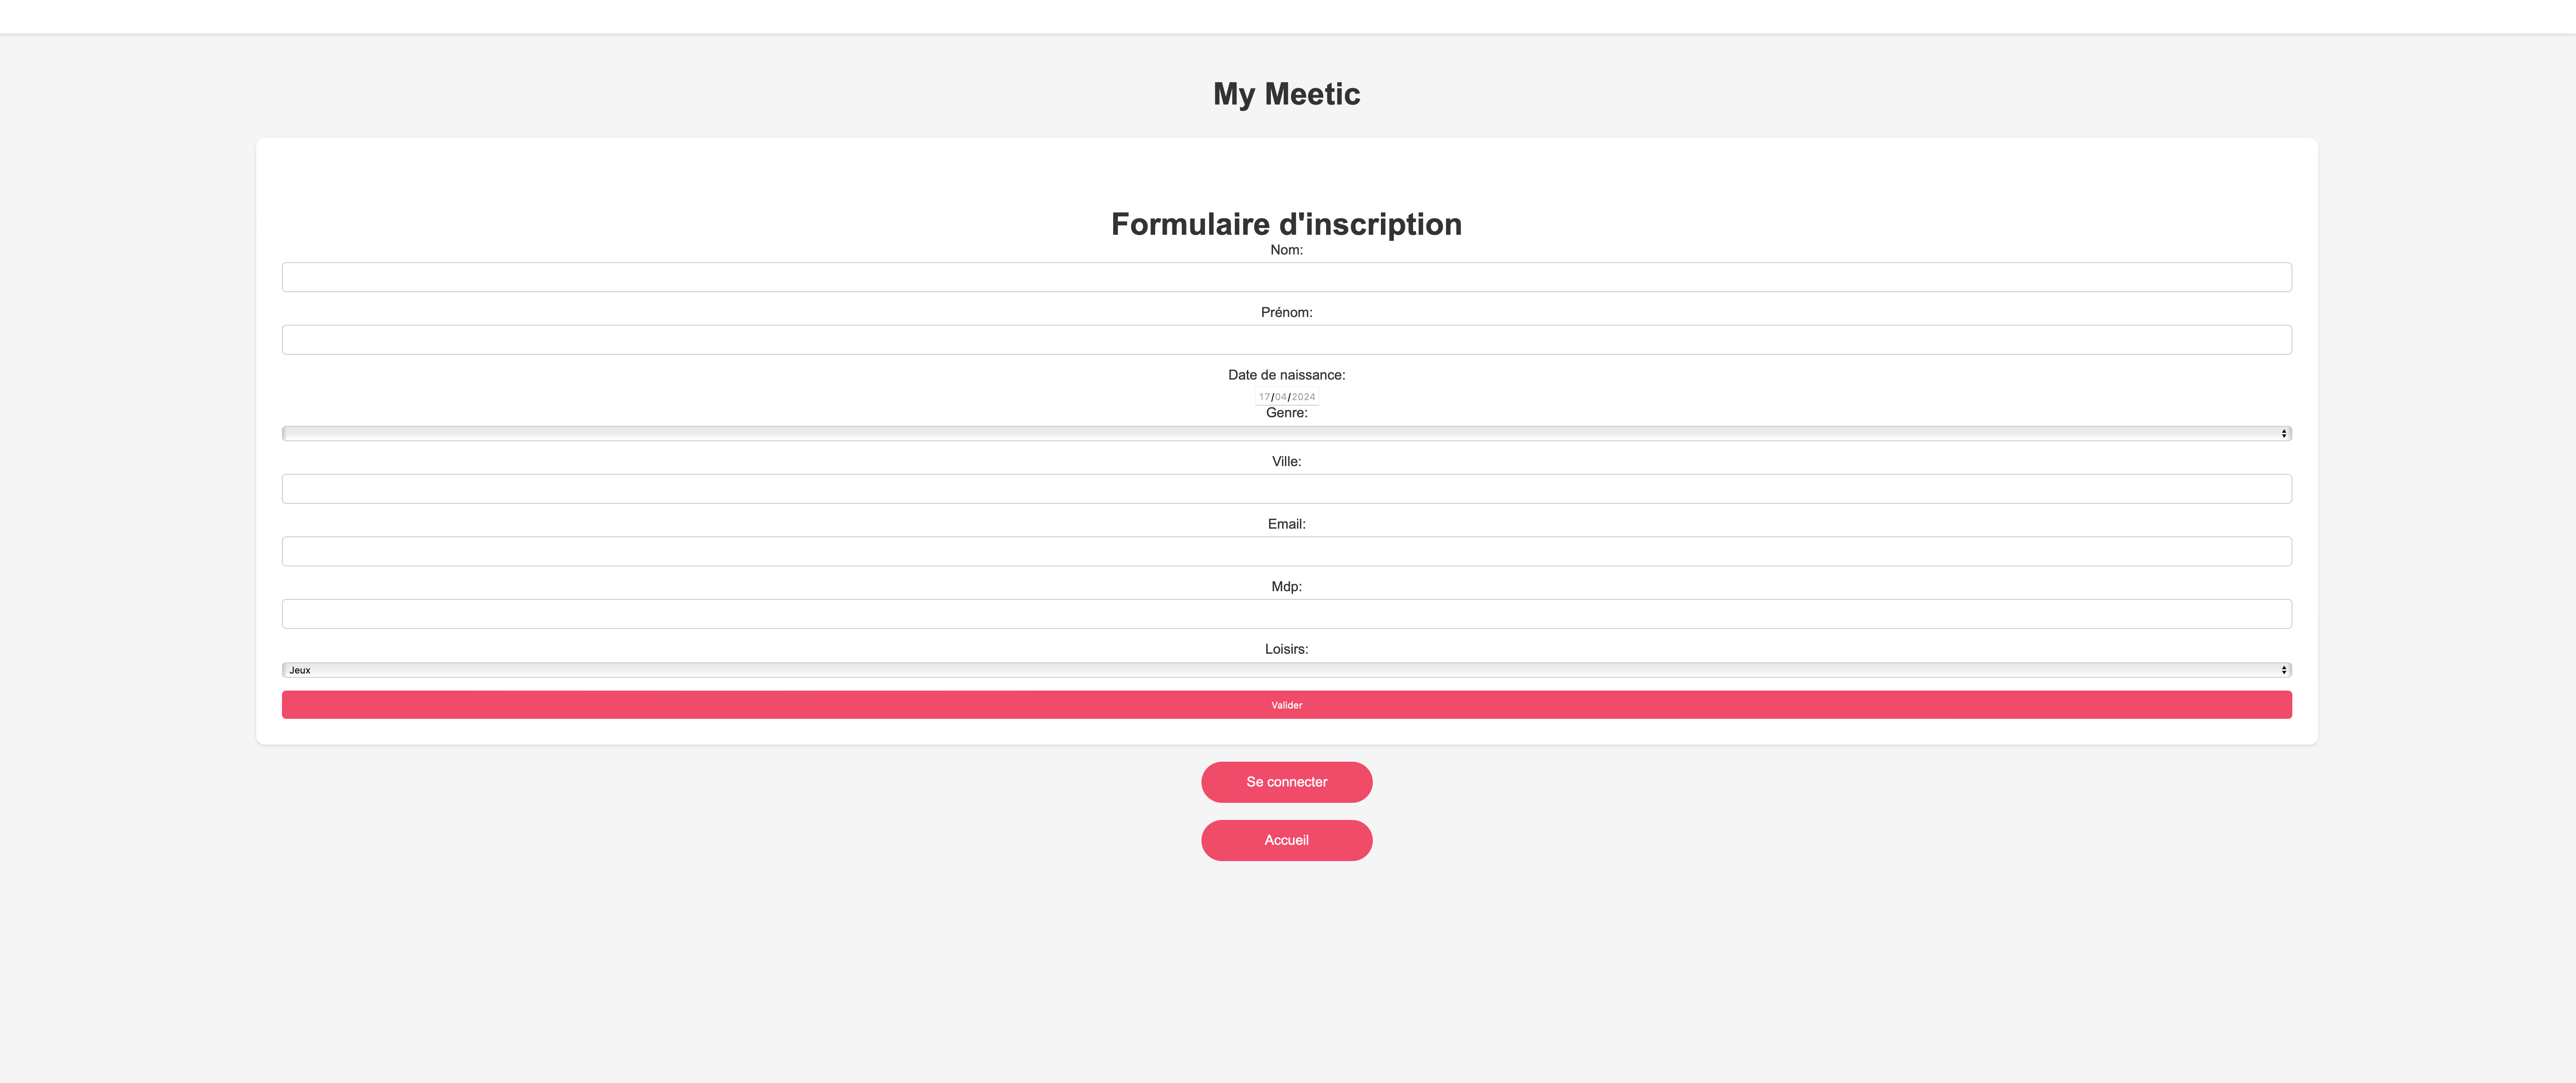 My Meetic
Formulaire d'inscription
Nom:
Prénom:
Date de naissance:
17/04/2024
Genre:
Ville:
Email:
Mdp:
Loisirs:
Jeux
Valider
Se connecter
Accueil